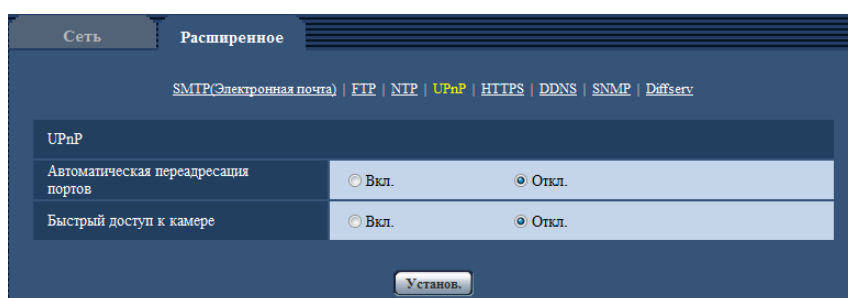 Сеть Расширенное
SMTP(Электронная почта) | FTP | NTP | UPnP | HTTPS | DDNS | SNMP | Diffserv
UPnP
Автоматическая переадресация
портов
Вкл. Откл.
Быстрый доступ к камере Вкл. Откл.
Установ.